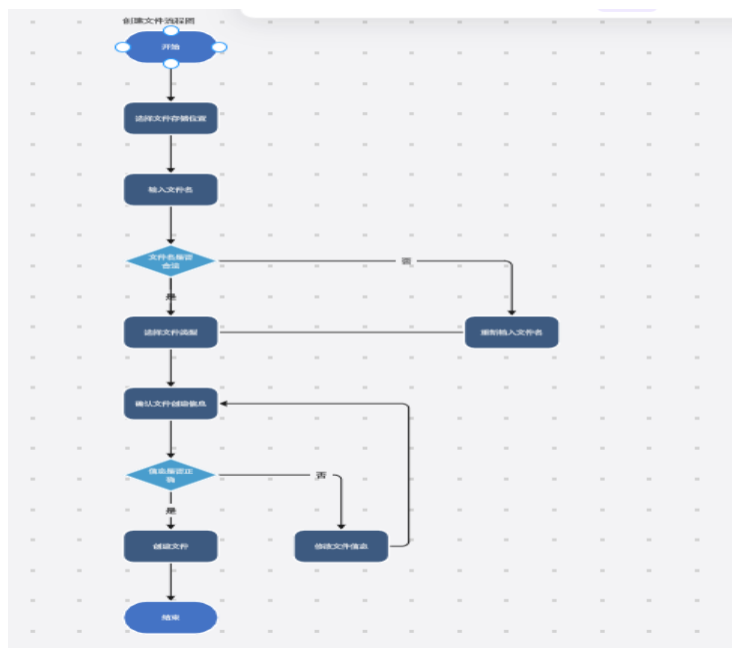 创建文件流程图
开始
选择文件存储位置
输入文件名
文件名是否
合法
否
是
选择文件类型
重新输入文件名
确认文件创建信息
信息是否正
确
否
是
创建文件
修改文件信息
结束